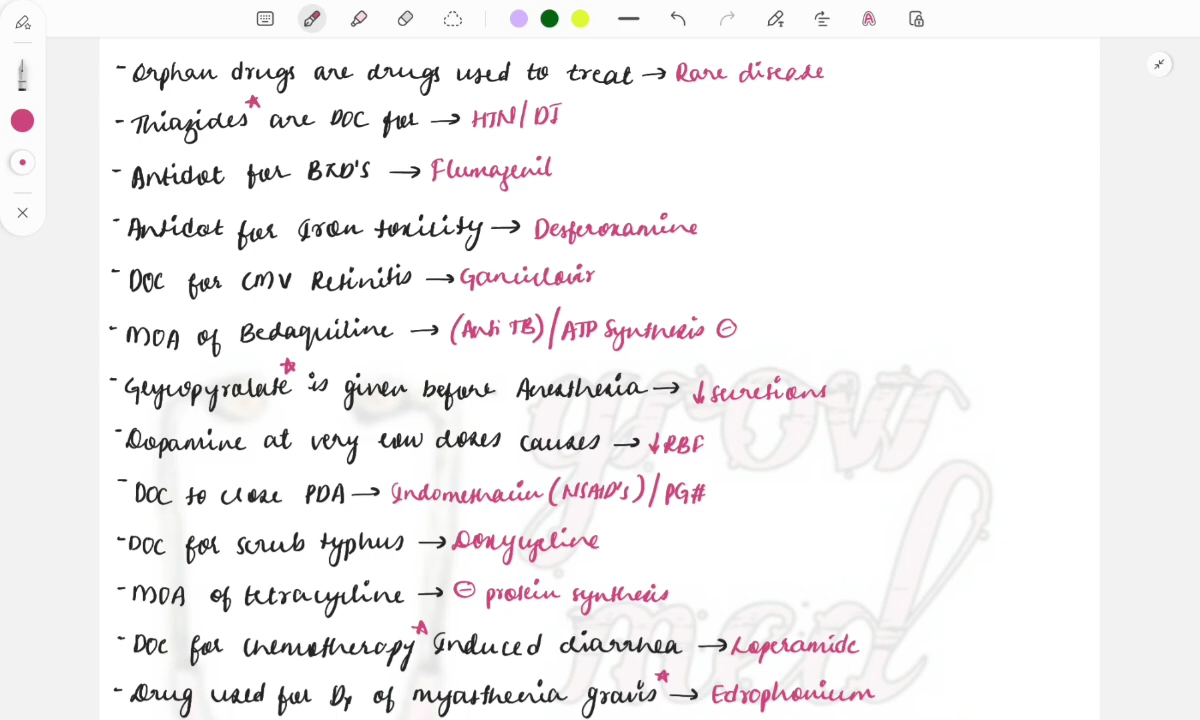 - Orphan drugs are drugs used to treat → Rare disease
- Thiazides* are DOC for → HTN/DI
- Antidot for BZD'S → Flumazenil
- Antidot for Iron toxicity → Desferoxamine
- DOC for CMV Retinitis → Ganciclovir
- MOA of Bedaquiline → (Anti TB)/ATP Synthesis ⊖
- Glycopyralate* is given before Anesthesia → ↓secretions
- Dopamine at very low doses causes → ↓RBF
- DOC to close PDA → Indomethacin (NSAID's)/PG#
- DOC for scrub typhus → Doxycycline
- MOA of tetracycline → ⊖ protein synthesis
- DOC for Chemotherapy* Induced diarrhea → Loperamide
- Drug used for Dx of myasthenia gravis* → Edrophonium
grow
med